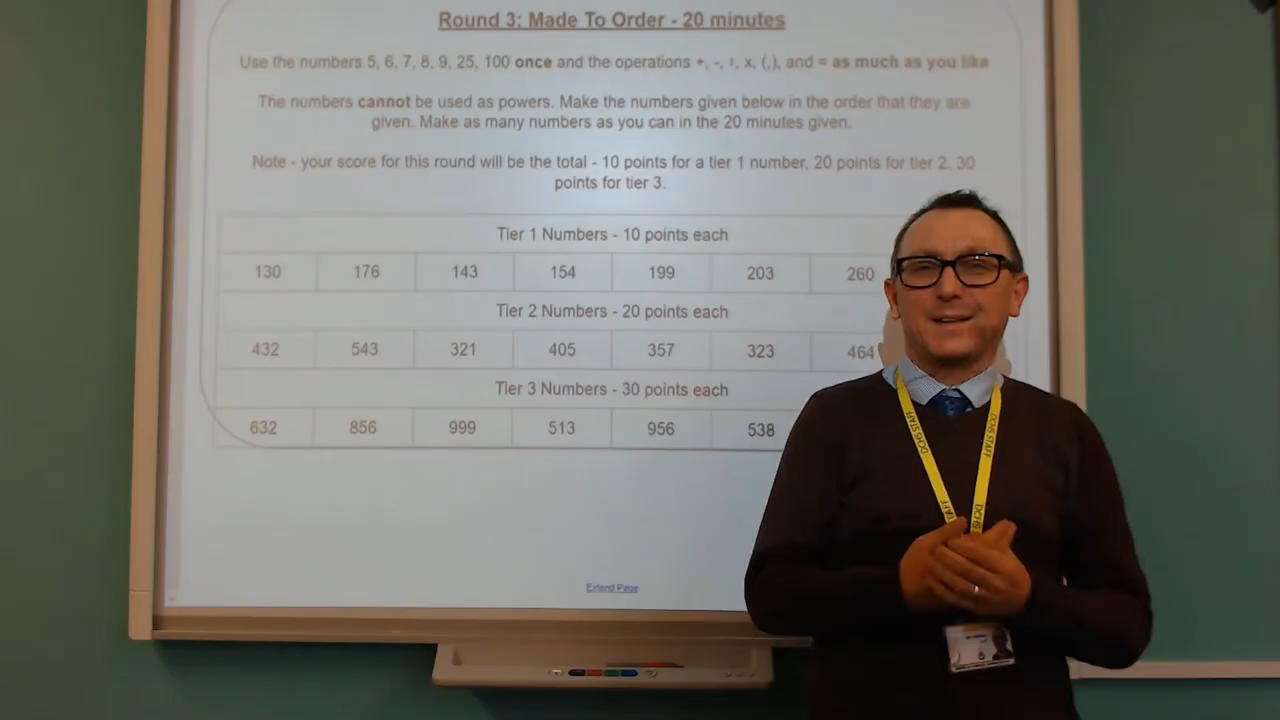 Round 3: Made To Order - 20 minutes
Use the numbers 5, 6, 7, 8, 9, 25, 100 once and the operations +, -, ÷, x, (,), and = as much as you like
The numbers cannot be used as powers. Make the numbers given below in the order that they are
given. Make as many numbers as you can in the 20 minutes given.
Note - your score for this round will be the total - 10 points for a tier 1 number, 20 points for tier 2, 30
points for tier 3.
Tier 1 Numbers - 10 points each
130 176 143 154 199 203 260
Tier 2 Numbers - 20 points each
432 543 321 405 357 323 464
Tier 3 Numbers - 30 points each
632 856 999 513 956 538
Extend Page
DCHS STAFF
DCHS STAFF
STAFF
DCHS